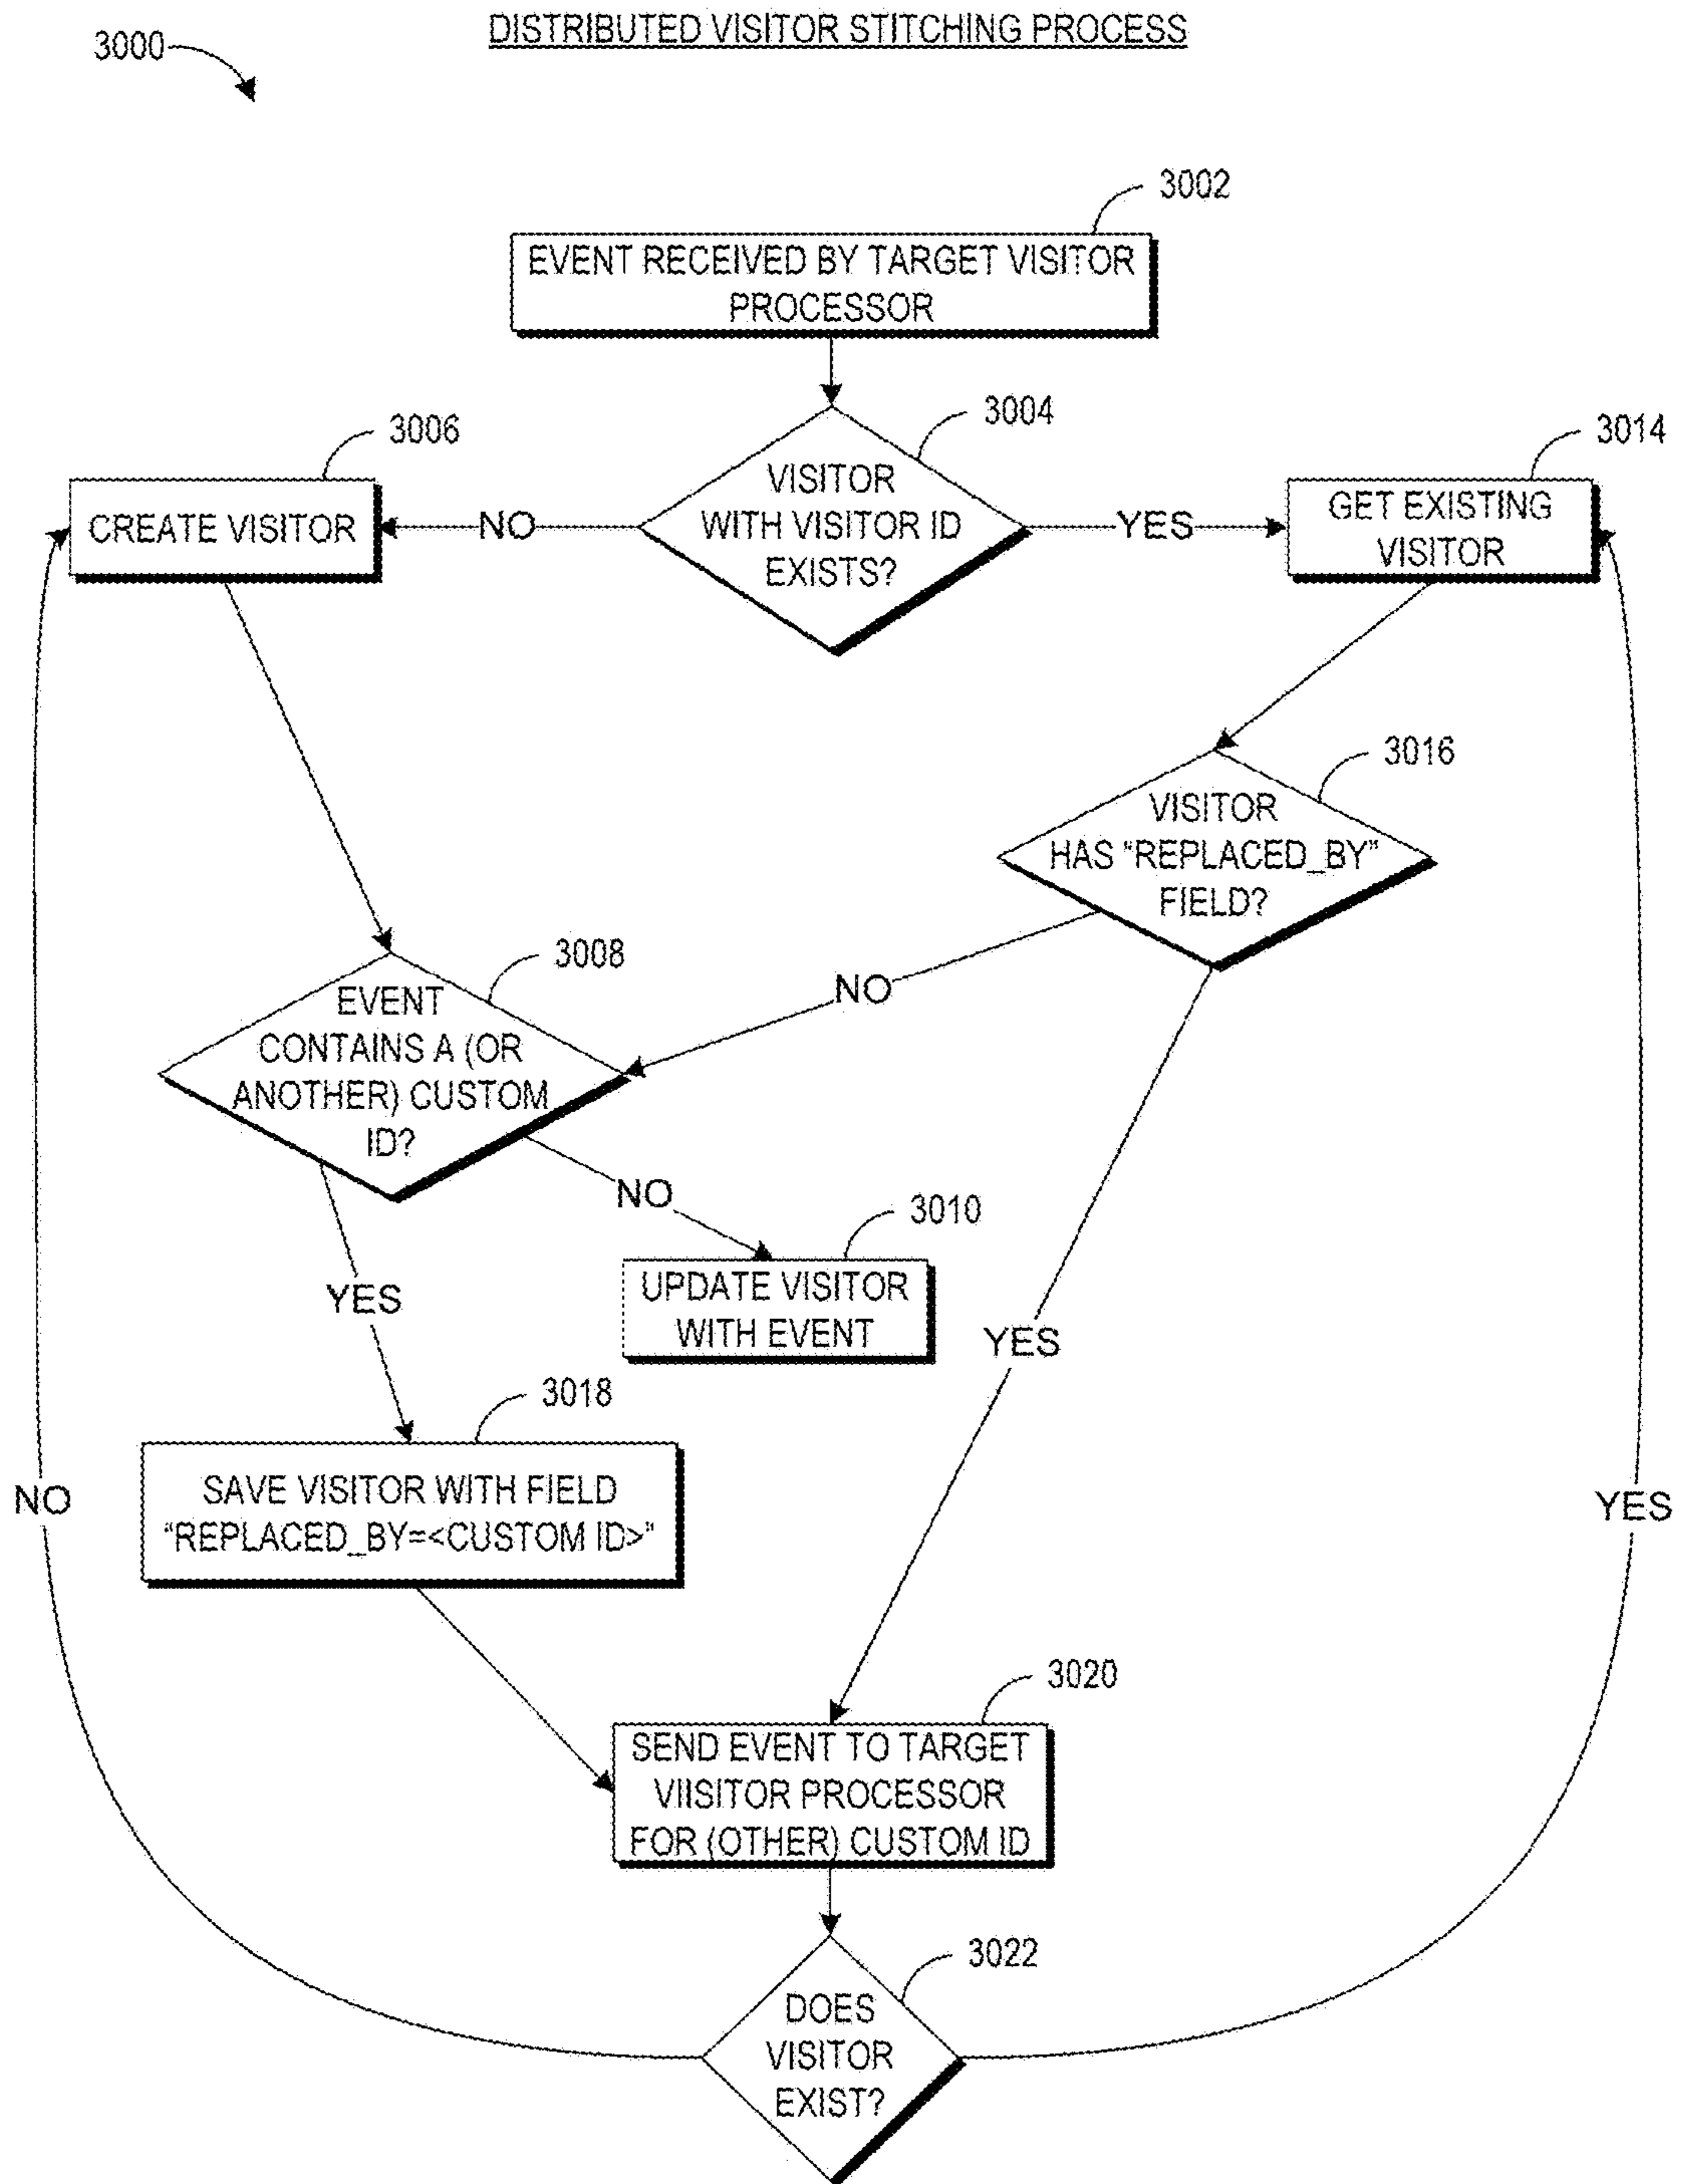 DISTRIBUTED VISITOR STITCHING PROCESS
3000
3002
EVENT RECEIVED BY TARGET VISITOR
PROCESSOR
3004
VISITOR
WITH VISITOR ID
EXISTS?
NO
YES
3006
CREATE VISITOR
3014
GET EXISTING
VISITOR
3016
VISITOR
HAS "REPLACED_BY"
FIELD?
NO
YES
3008
EVENT
CONTAINS A (OR
ANOTHER) CUSTOM
ID?
NO
YES
3010
UPDATE VISITOR
WITH EVENT
3018
SAVE VISITOR WITH FIELD
"REPLACED_BY=<CUSTOM ID>"
3020
SEND EVENT TO TARGET
VIISITOR PROCESSOR
FOR (OTHER) CUSTOM ID
3022
DOES
VISITOR
EXIST?
NO
YES